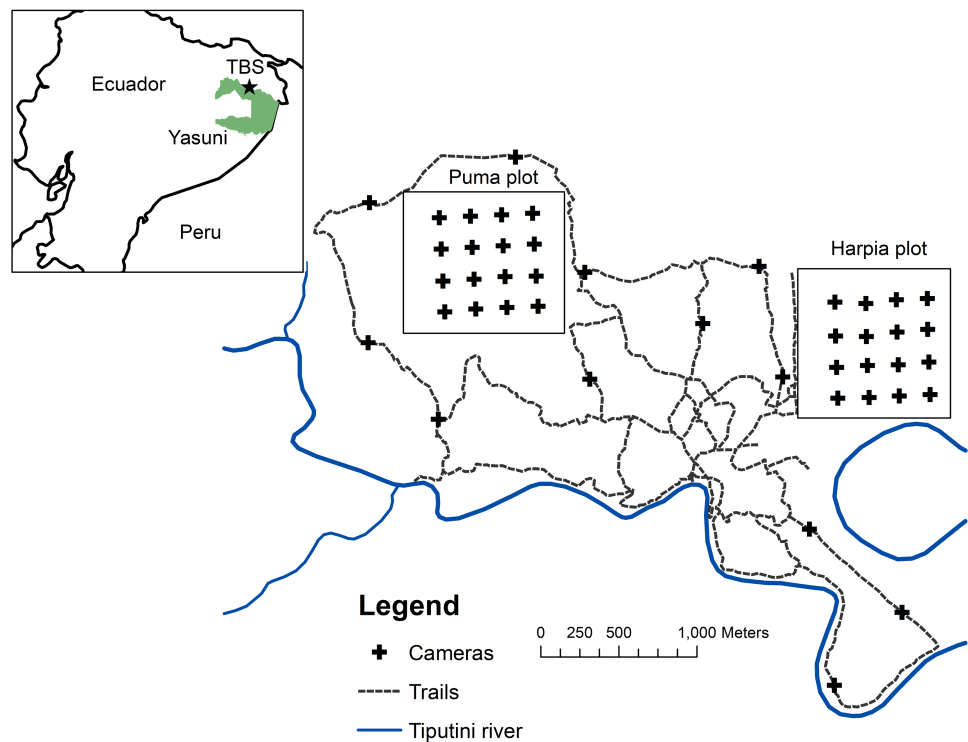 TBS
Ecuador
Yasuni
Peru
Puma plot
Harpia plot
Legend
Cameras
Trails
Tiputini river
0 250 500 1,000 Meters